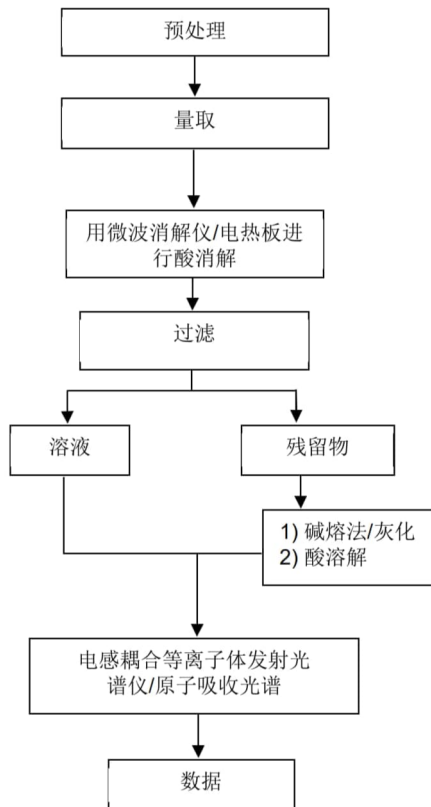 预处理
量取
用微波消解仪/电热板进
行酸消解
过滤
溶液
残留物
1) 碱熔法/灰化
2) 酸溶解
电感耦合等离子体发射光
谱仪/原子吸收光谱
数据